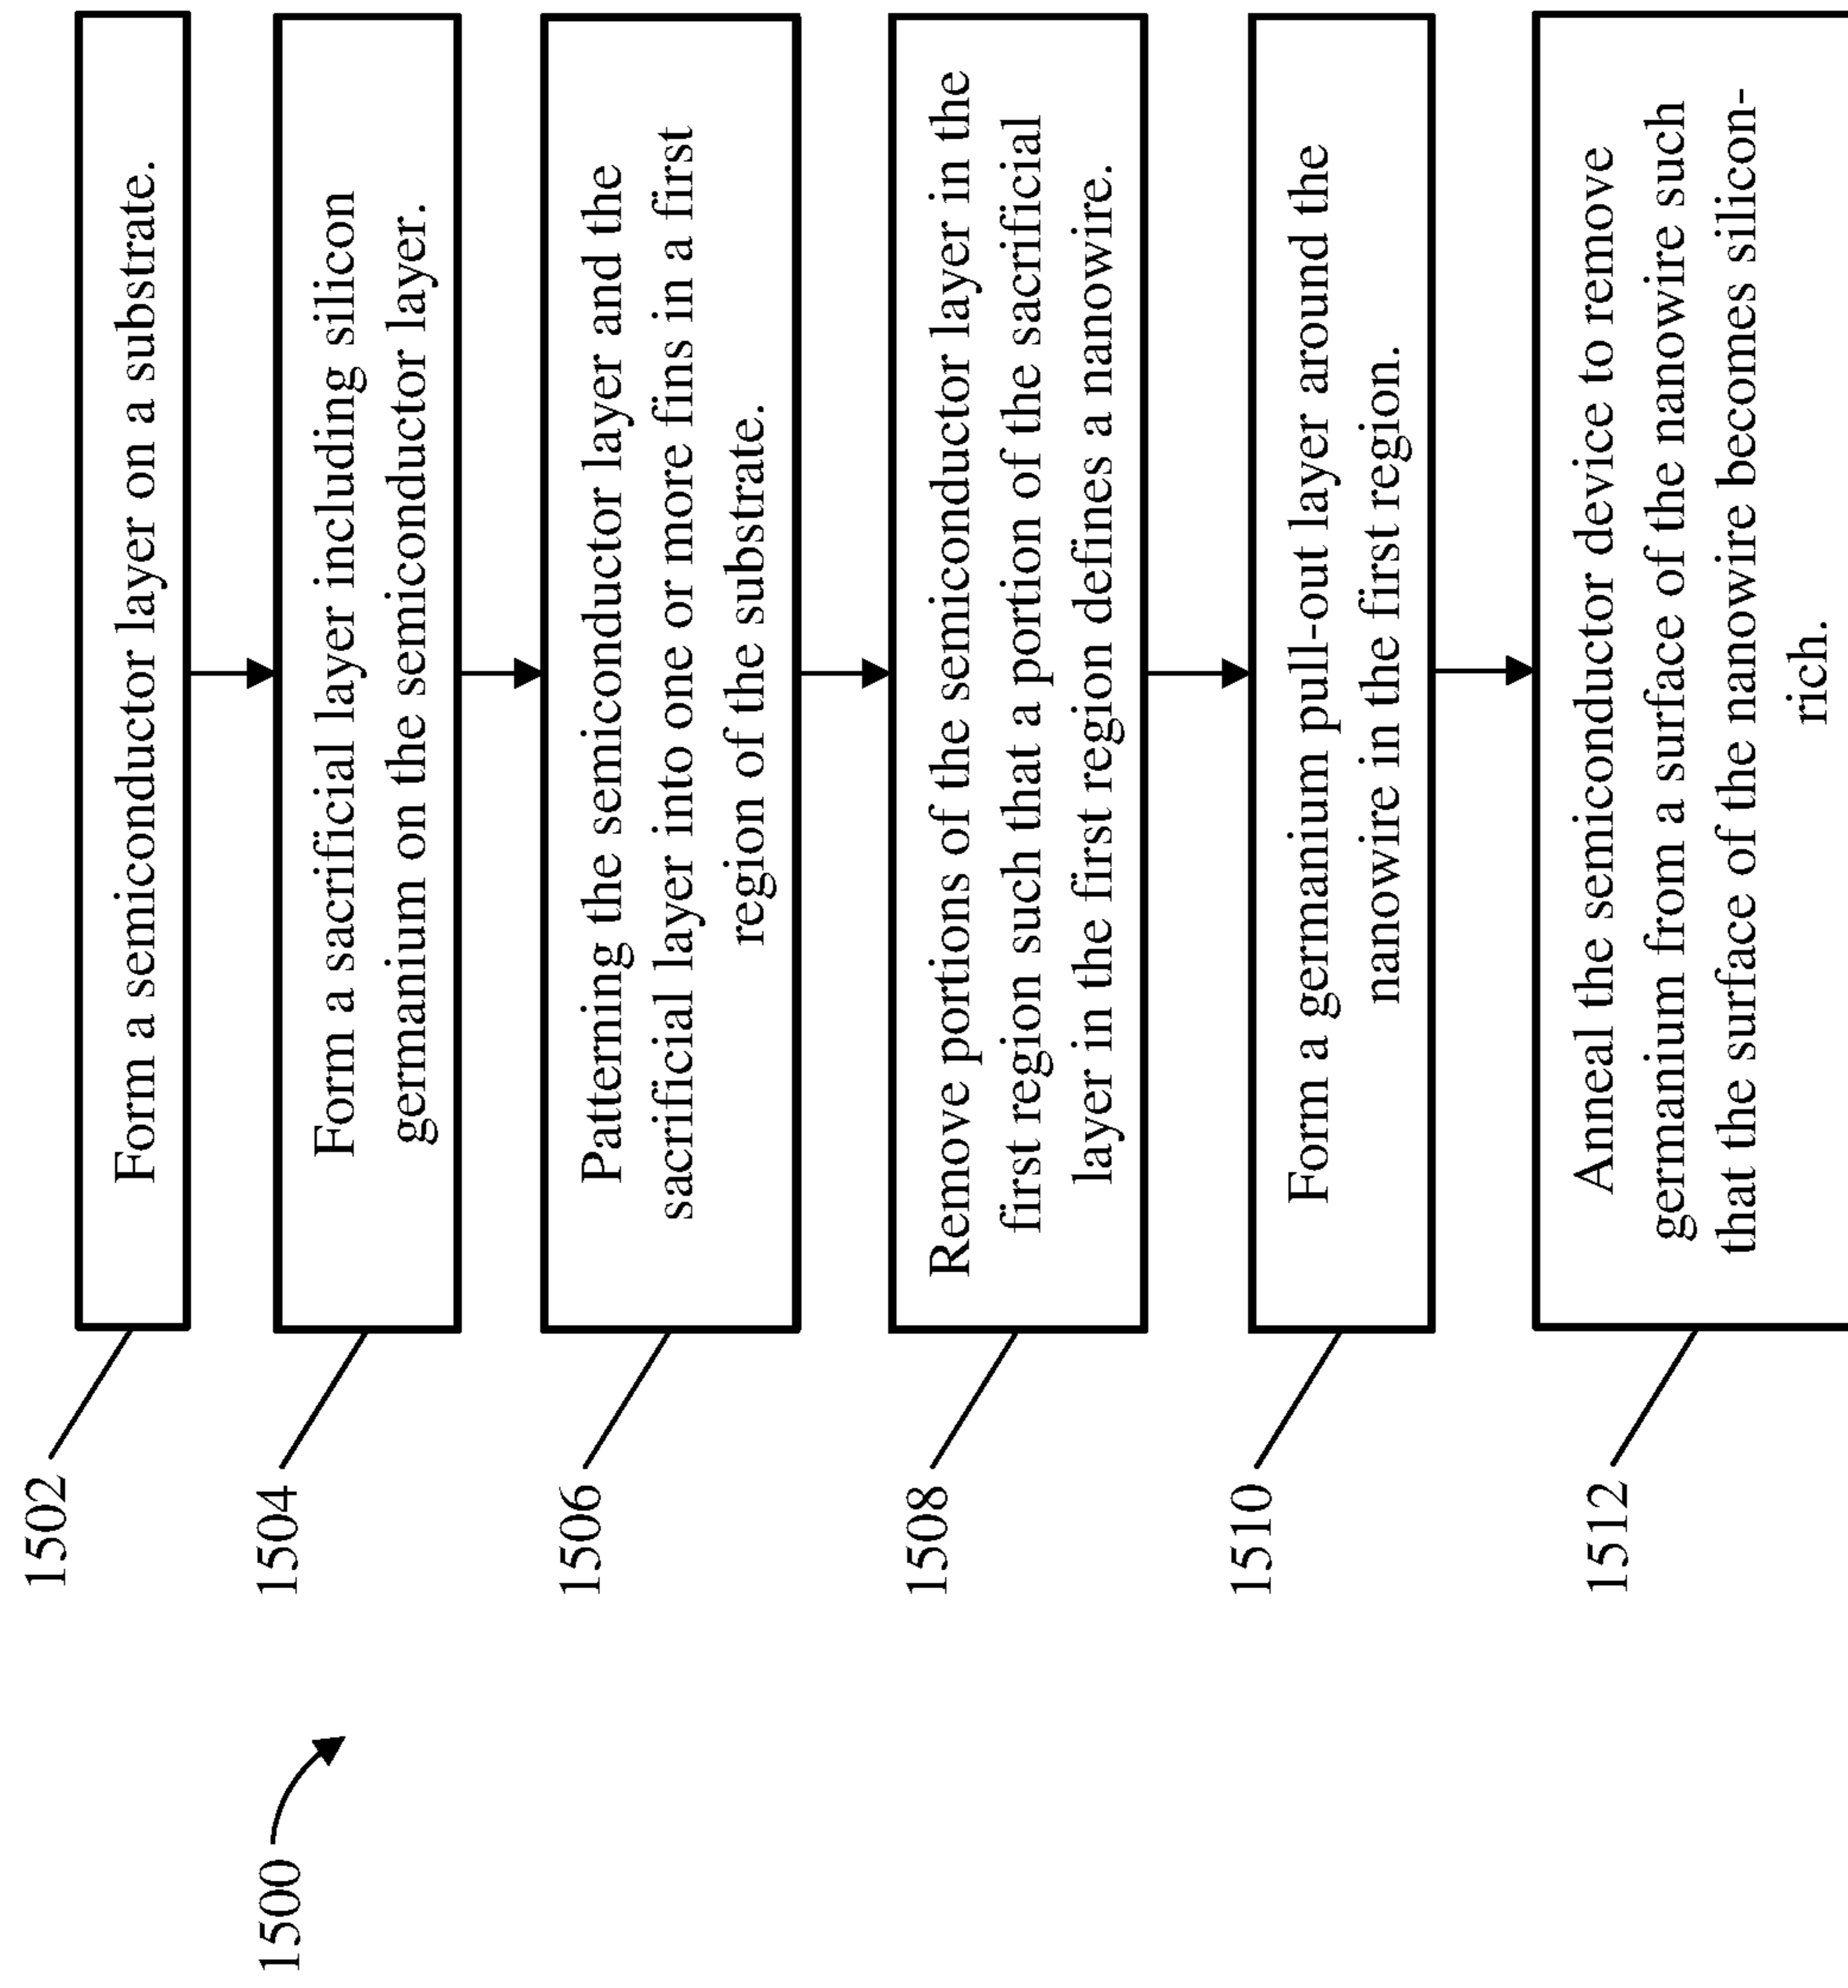 1500
1502
Form a semiconductor layer on a substrate.
1504
Form a sacrificial layer including silicon
germanium on the semiconductor layer.
1506
Patterning the semiconductor layer and the
sacrificial layer into one or more fins in a first
region of the substrate.
1508
Remove portions of the semiconductor layer in the
first region such that a portion of the sacrificial
layer in the first region defines a nanowire.
1510
Form a germanium pull-out layer around the
nanowire in the first region.
1512
Anneal the semiconductor device to remove
germanium from a surface of the nanowire such
that the surface of the nanowire becomes silicon-
rich.